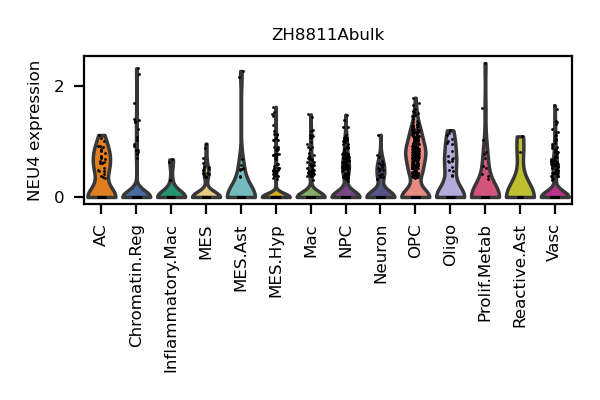 ZH8811Abulk
NEU4 expression
2
0
AC
Chromatin.Reg
Inflammatory.Mac
MES
MES.Ast
MES.Hyp
Mac
NPC
Neuron
OPC
Oligo
Prolif.Metab
Reactive.Ast
Vasc